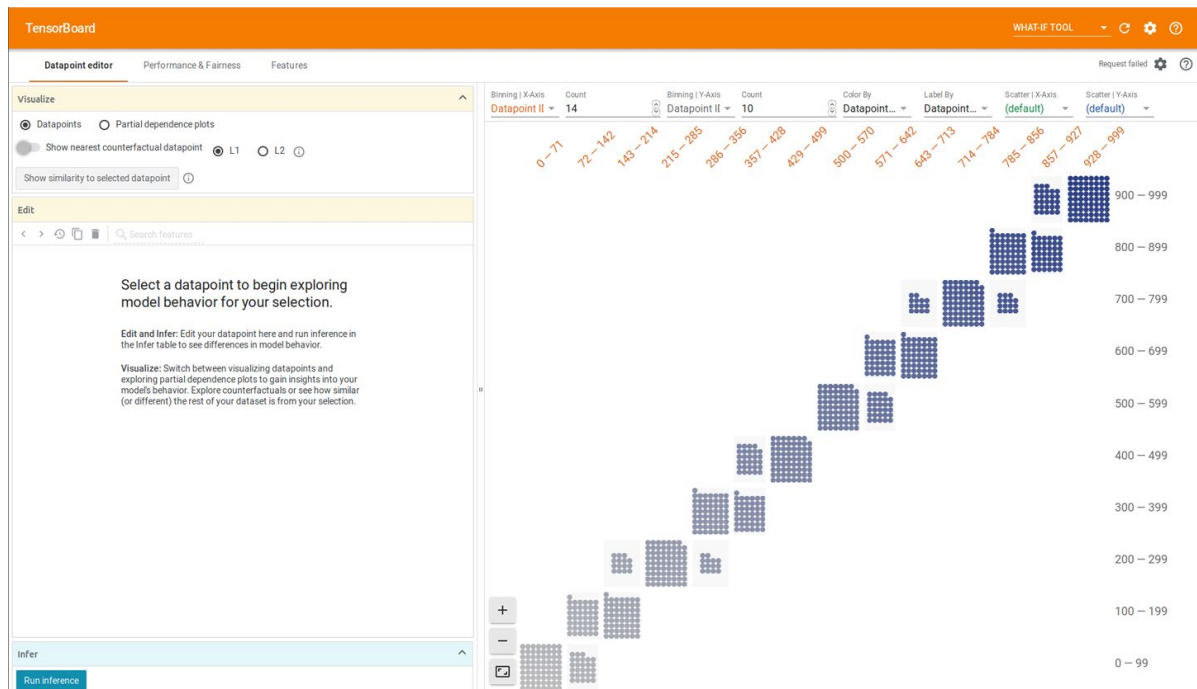 TensorBoard
WHAT-IF TOOL
Datapoint editor Performance & Fairness Features
Request failed
Visualize
Datapoints Partial dependence plots
Show nearest counterfactual datapoint L1 L2
Show similarity to selected datapoint
Edit
Search features
Select a datapoint to begin exploring
model behavior for your selection.
Edit and Infer: Edit your datapoint here and run inference in
the Infer table to see differences in model behavior.
Visualize: Switch between visualizing datapoints and
exploring partial dependence plots to gain insights into your
model's behavior. Explore counterfactuals or see how similar
(or different) the rest of your dataset is from your selection.
Infer
Run inference
Binning | X-Axis Count Binning | Y-Axis Count Color By Label By Scatter | X-Axis Scatter | Y-Axis
Datapoint II 14 Datapoint II 10 Datapoint... Datapoint... (default) (default)
0 – 71
72 – 142
143 – 214
215 – 285
286 – 356
357 – 428
429 – 499
500 – 570
571 – 642
643 – 713
714 – 784
785 – 856
857 – 927
928 – 999
900 – 999
800 – 899
700 – 799
600 – 699
500 – 599
400 – 499
300 – 399
200 – 299
100 – 199
0 – 99